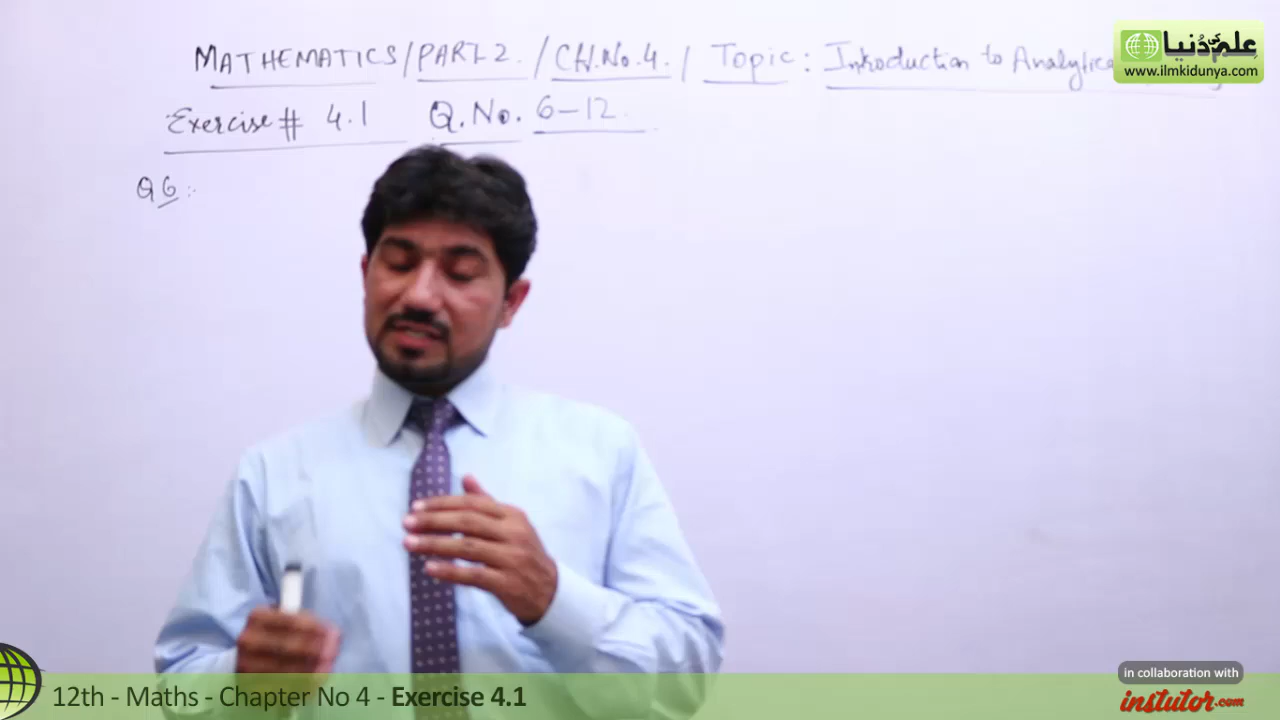 MATHEMATICS / PART 2 / CH.No.4 / Topic : Introduction to Analytic
علم کی دنیا
www.ilmkidunya.com
Exercise # 4.1 Q.No. 6-12
Q6:
in collaboration with
12th - Maths - Chapter No 4 - Exercise 4.1
instutor.com